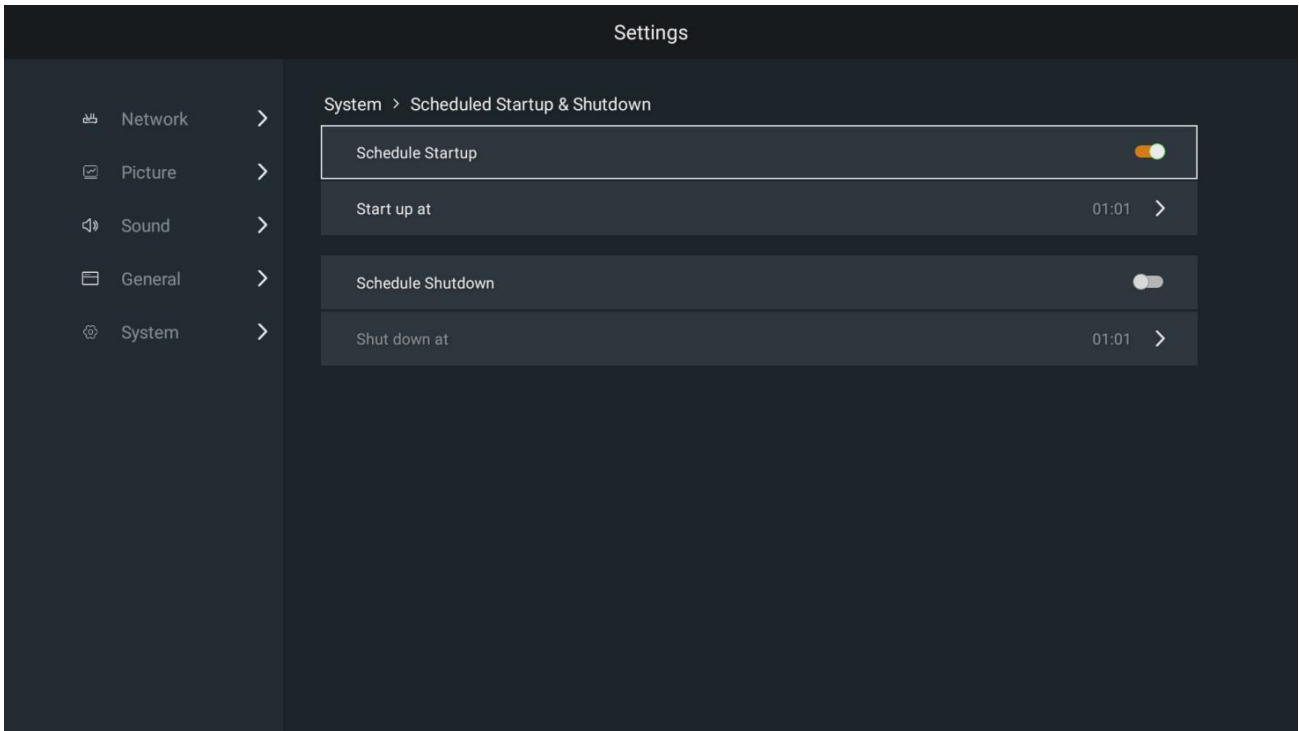 Settings
Network
Picture
Sound
General
System
System > Scheduled Startup & Shutdown
Schedule Startup
Start up at 01:01
Schedule Shutdown
Shut down at 01:01